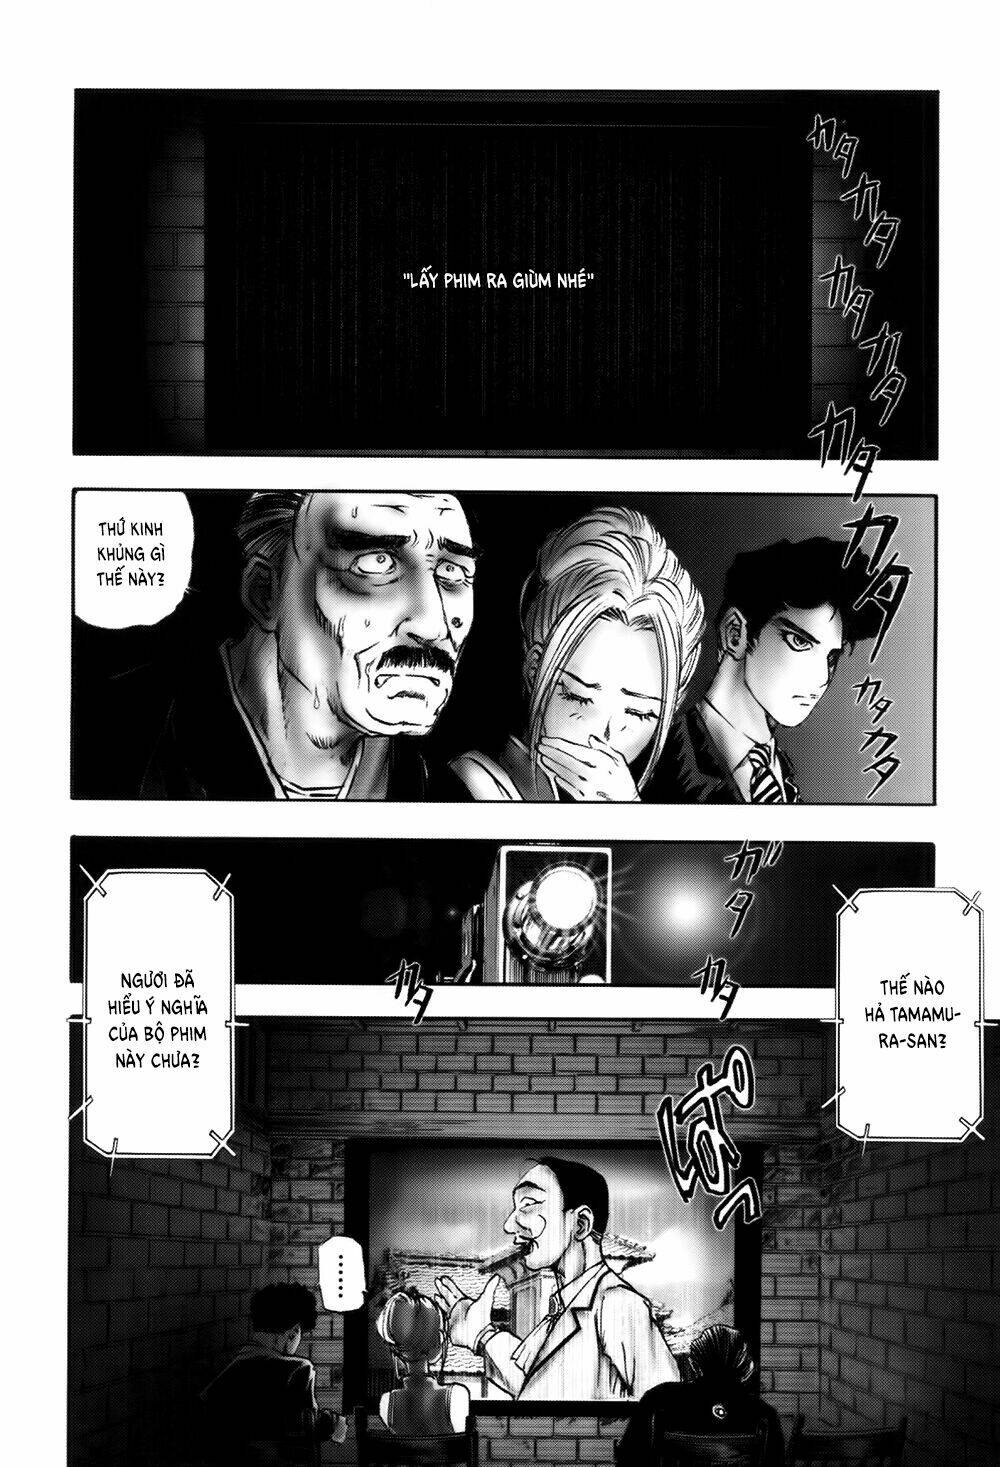 カタ
カタ
カタ
カタ
カタ
"LẤY PHIM RA GIÙM NHÉ"
THỨ KINH
KHỦNG GÌ
THẾ NÀY?
カタ
カタ
カタ
カタ
カタ
カタ
THẾ NÀO
HẢ TAMAMU-
RA-SAN?
NGƯƠI ĐÃ
HIỂU Ý NGHĨA
CỦA BỘ PHIM
NÀY CHƯA?
ぱっ
......